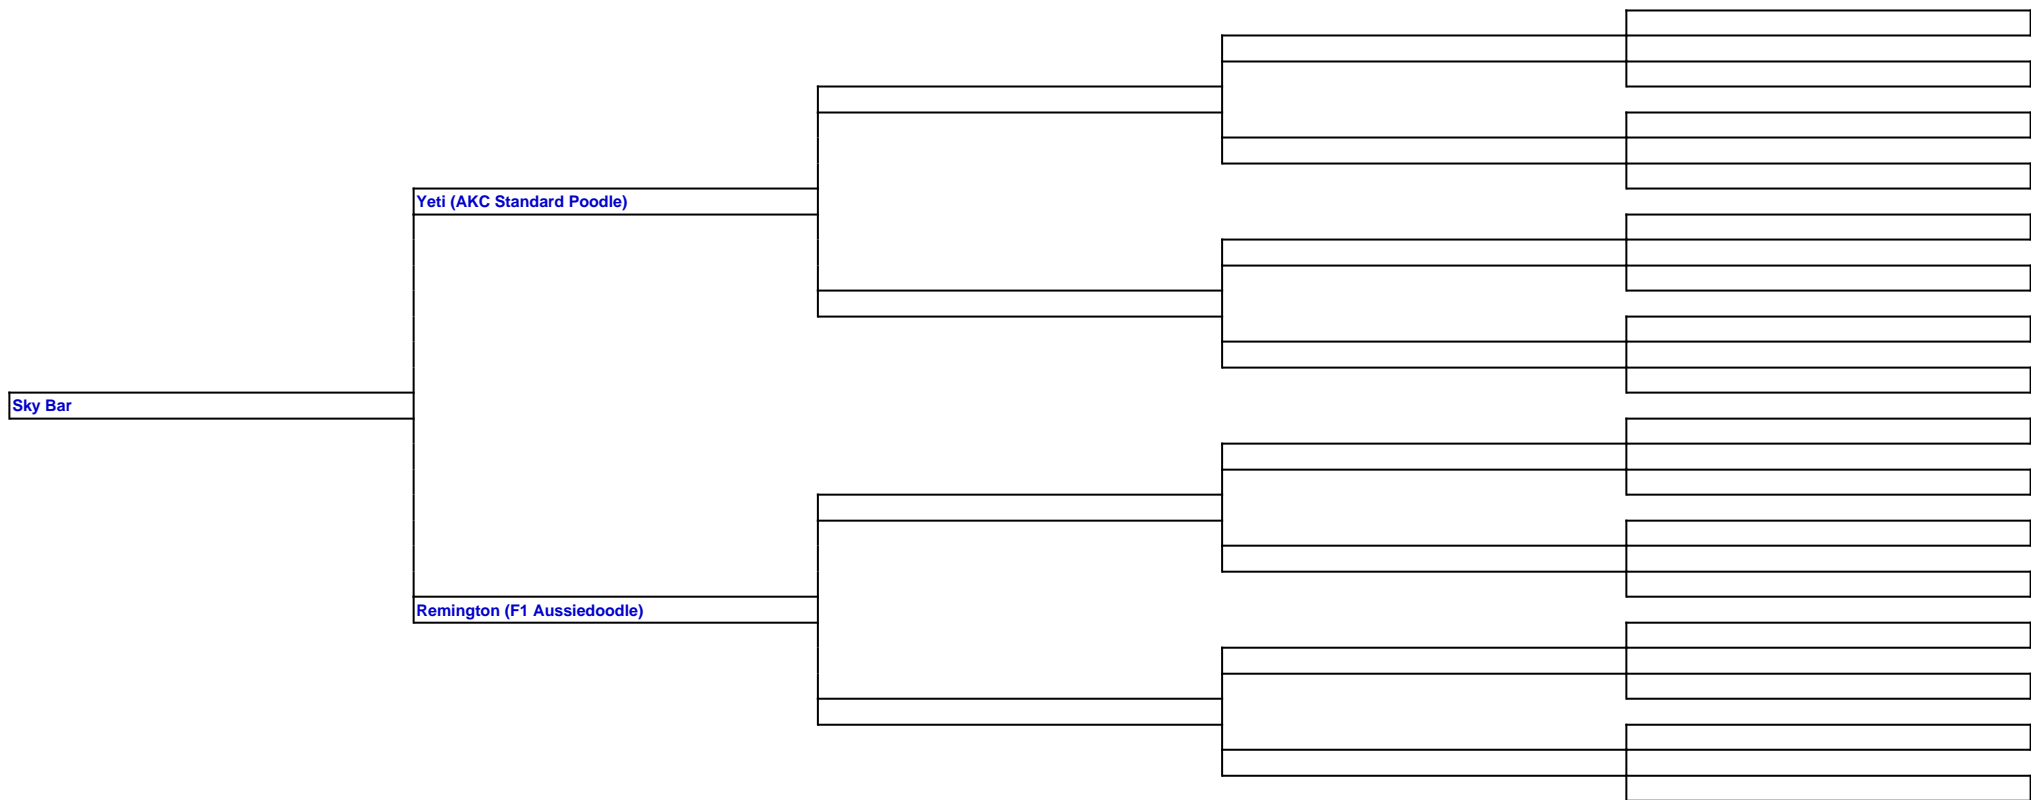 Yeti (AKC Standard Poodle)
Sky Bar
Remington (F1 Aussiedoodle)